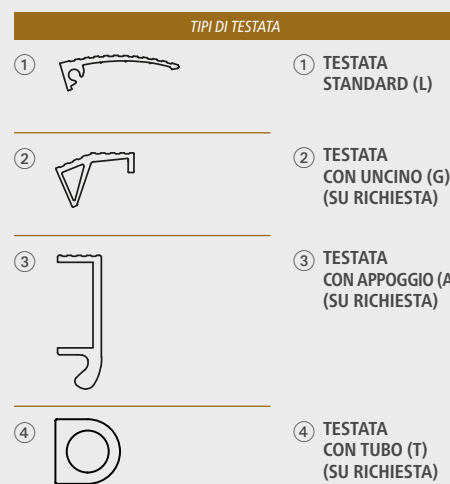 TIPI DI TESTATA
1
1 TESTATA
STANDARD (L)
2
2 TESTATA
CON UNCINO (G)
(SU RICHIESTA)
3
3 TESTATA
CON APPOGGIO (A
(SU RICHIESTA)
4
4 TESTATA
CON TUBO (T)
(SU RICHIESTA)